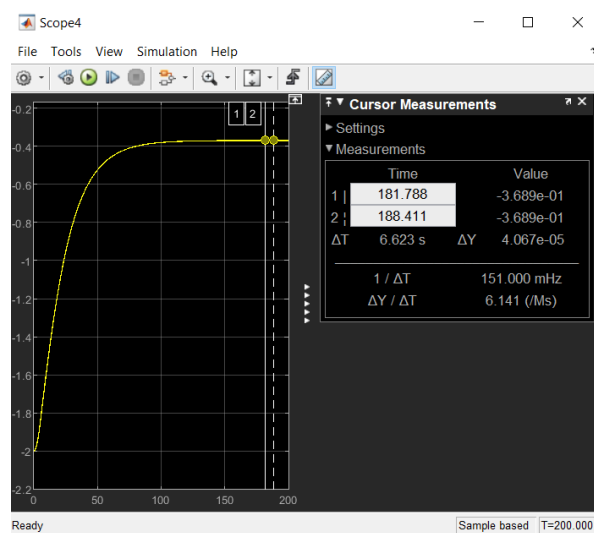 Scope4
File Tools View Simulation Help
Cursor Measurements
Settings
Measurements
Time Value
1 | 181.788 -3.689e-01
2 ¦ 188.411 -3.689e-01
ΔT 6.623 s ΔY 4.067e-05
1 / ΔT 151.000 mHz
ΔY / ΔT 6.141 (/Ms)
1 2
-0.2
-0.4
-0.6
-0.8
-1
-1.2
-1.4
-1.6
-1.8
-2
-2.2
0 50 100 150 200
Ready Sample based T=200.000